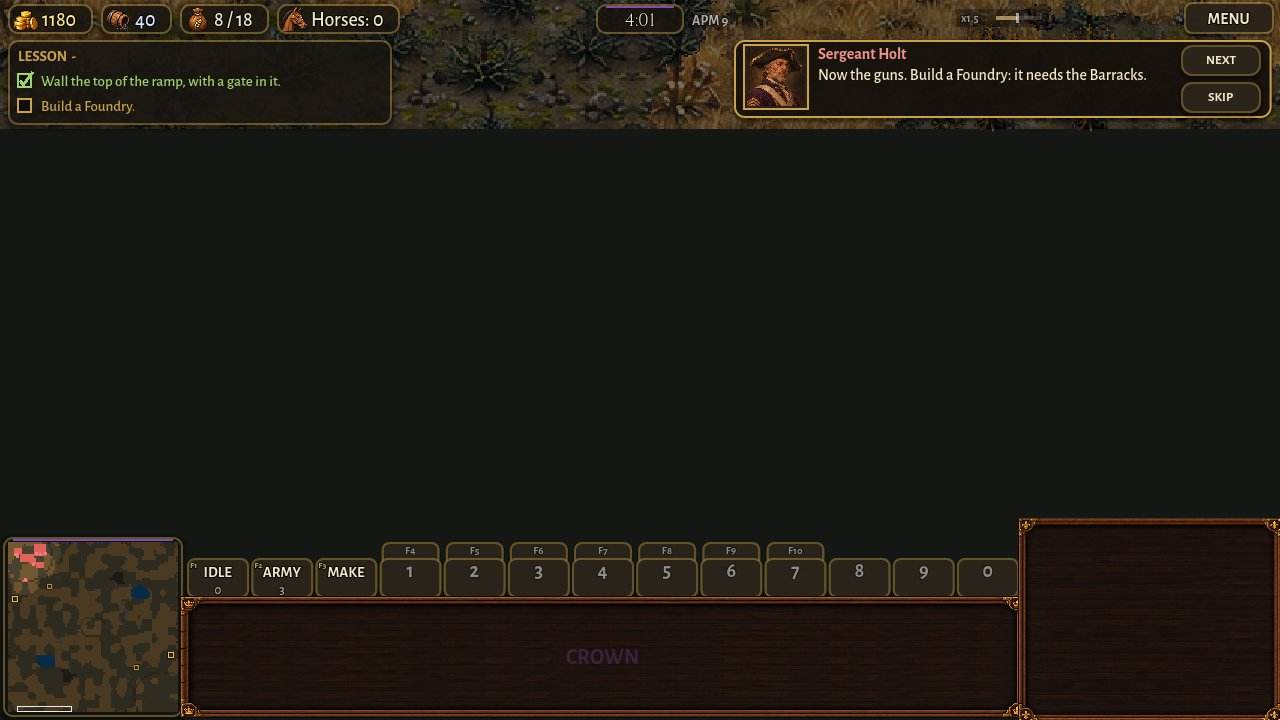 1180
40
8 / 18
Horses: 0
4:01
APM 9
x1.5
MENU
LESSON -
Wall the top of the ramp, with a gate in it.
Build a Foundry.
Sergeant Holt
Now the guns. Build a Foundry: it needs the Barracks.
NEXT
SKIP
F4 F5 F6 F7 F8 F9 F10
F1 IDLE 0
F2 ARMY 3
F3 MAKE
1 2 3 4 5 6 7 8 9 0
CROWN